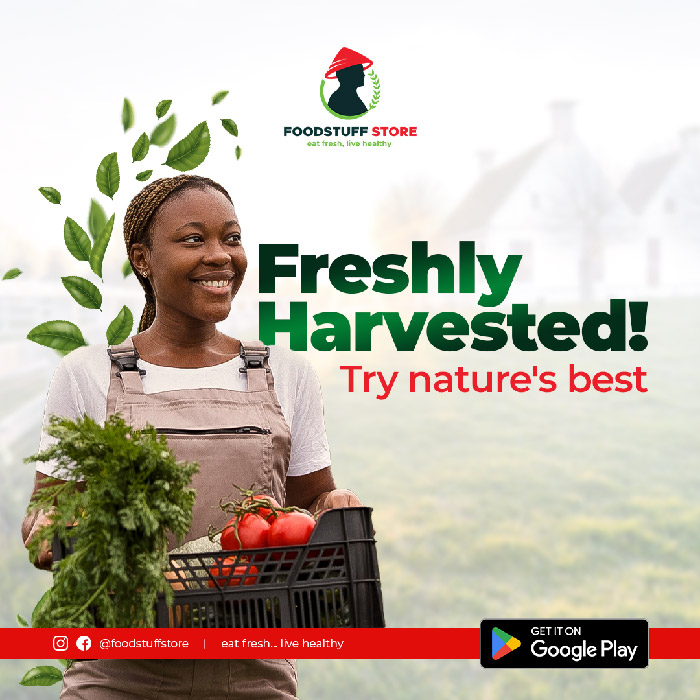 FOODSTUFF STORE
eat fresh, live healthy
Freshly
Harvested!
Try nature's best
@foodstuffstore | eat fresh... live healthy
GET IT ON
Google Play